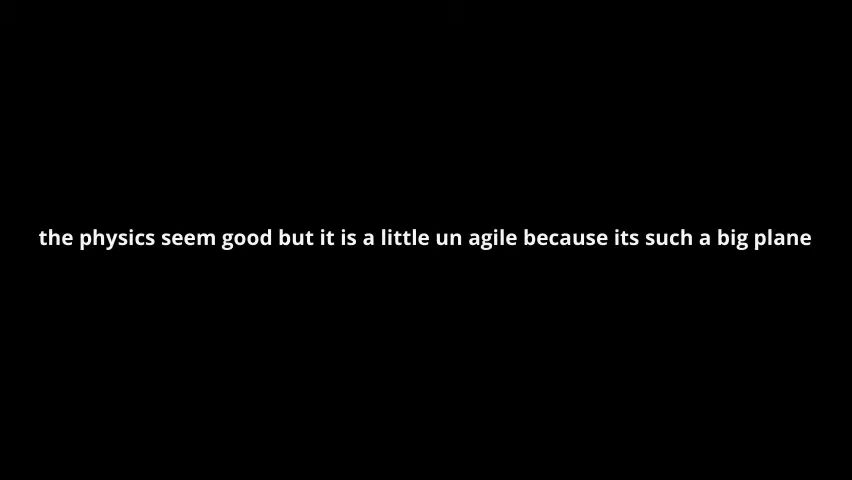 the physics seem good but it is a little un agile because its such a big plane